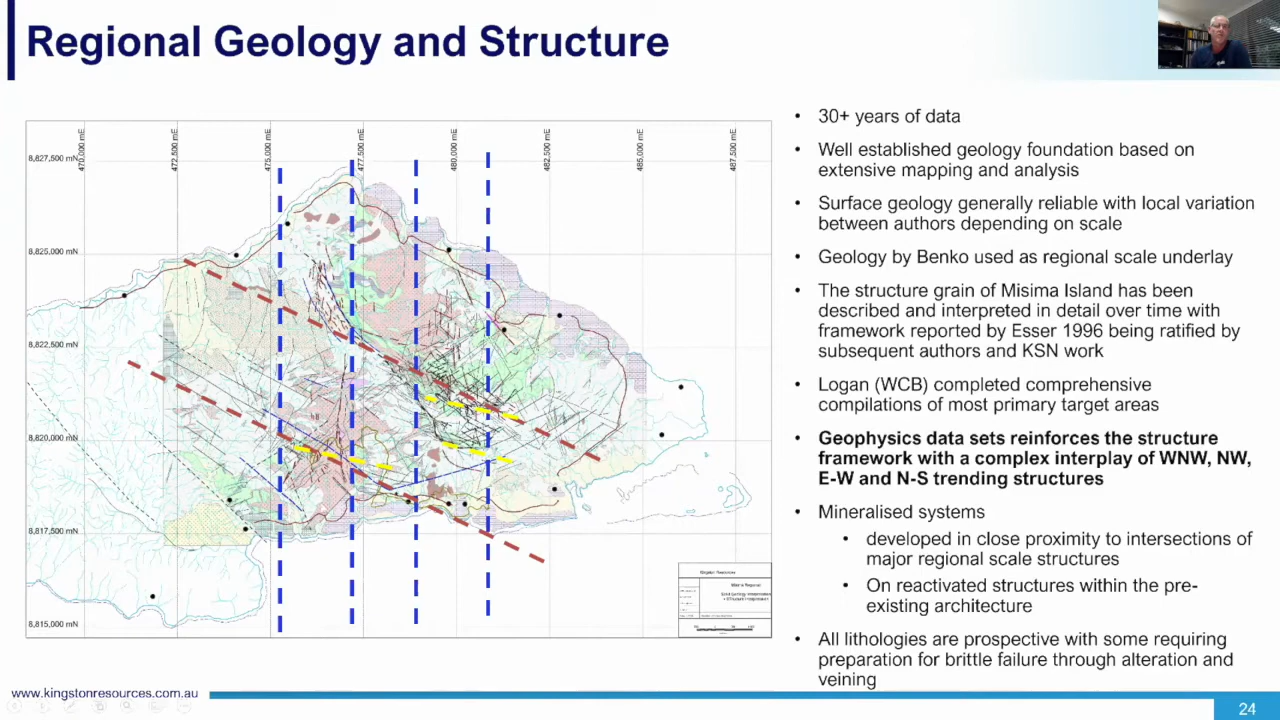 Regional Geology and Structure
470,000 mE
472,500 mE
475,000 mE
477,500 mE
480,000 mE
482,500 mE
485,000 mE
487,500 mE
8,827,500 mN
8,825,000 mN
8,822,500 mN
8,820,000 mN
8,817,500 mN
8,815,000 mN
Kingston Resources
• 30+ years of data
• Well established geology foundation based on
extensive mapping and analysis
• Surface geology generally reliable with local variation
between authors depending on scale
• Geology by Benko used as regional scale underlay
• The structure grain of Misima Island has been
described and interpreted in detail over time with
framework reported by Esser 1996 being ratified by
subsequent authors and KSN work
• Logan (WCB) completed comprehensive
compilations of most primary target areas
• Geophysics data sets reinforces the structure
framework with a complex interplay of WNW, NW,
E-W and N-S trending structures
• Mineralised systems
• developed in close proximity to intersections of
major regional scale structures
• On reactivated structures within the pre-
existing architecture
• All lithologies are prospective with some requiring
preparation for brittle failure through alteration and
veining
www.kingstonresources.com.au
24